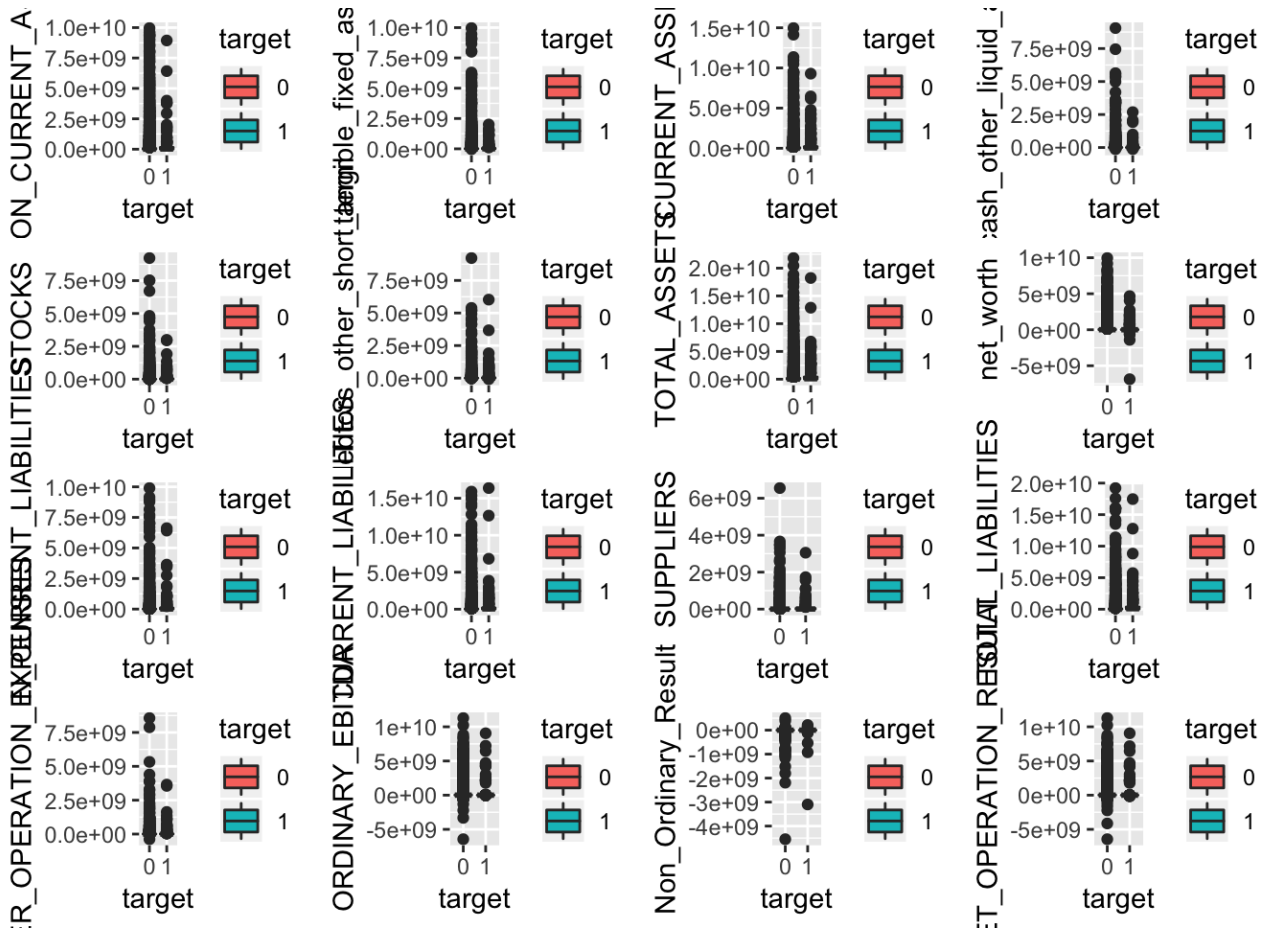 ON_CURRENT_A
1.0e+10
7.5e+09
5.0e+09
2.5e+09
0.0e+00
0 1
target
target
0
1
tangible_fixed_as
1.0e+10
7.5e+09
5.0e+09
2.5e+09
0.0e+00
0 1
target
target
0
1
CURRENT_ASSE
1.5e+10
1.0e+10
5.0e+09
0.0e+00
0 1
target
target
0
1
cash_other_liquid_a
7.5e+09
5.0e+09
2.5e+09
0.0e+00
0 1
target
target
0
1
STOCKS
7.5e+09
5.0e+09
2.5e+09
0.0e+00
0 1
target
target
0
1
other_short_term
7.5e+09
5.0e+09
2.5e+09
0.0e+00
0 1
target
target
0
1
TOTAL_ASSETS
2.0e+10
1.5e+10
1.0e+10
5.0e+09
0.0e+00
0 1
target
target
0
1
net_worth
1e+10
5e+09
0e+00
-5e+09
0 1
target
target
0
1
LIABILITIES
1.0e+10
7.5e+09
5.0e+09
2.5e+09
0.0e+00
0 1
target
target
0
1
CURRENT_LIABILITIES
1.5e+10
1.0e+10
5.0e+09
0.0e+00
0 1
target
target
0
1
SUPPLIERS
6e+09
4e+09
2e+09
0e+00
0 1
target
target
0
1
TOTAL_LIABILITIES
2.0e+10
1.5e+10
1.0e+10
5.0e+09
0.0e+00
0 1
target
target
0
1
ER_OPERATION_EXPENSES
7.5e+09
5.0e+09
2.5e+09
0.0e+00
0 1
target
target
0
1
ORDINARY_EBITDA
1e+10
5e+09
0e+00
-5e+09
0 1
target
target
0
1
Non_Ordinary_Result
0e+00
-1e+09
-2e+09
-3e+09
-4e+09
0 1
target
target
0
1
ET_OPERATION_RESULT
1e+10
5e+09
0e+00
-5e+09
0 1
target
target
0
1